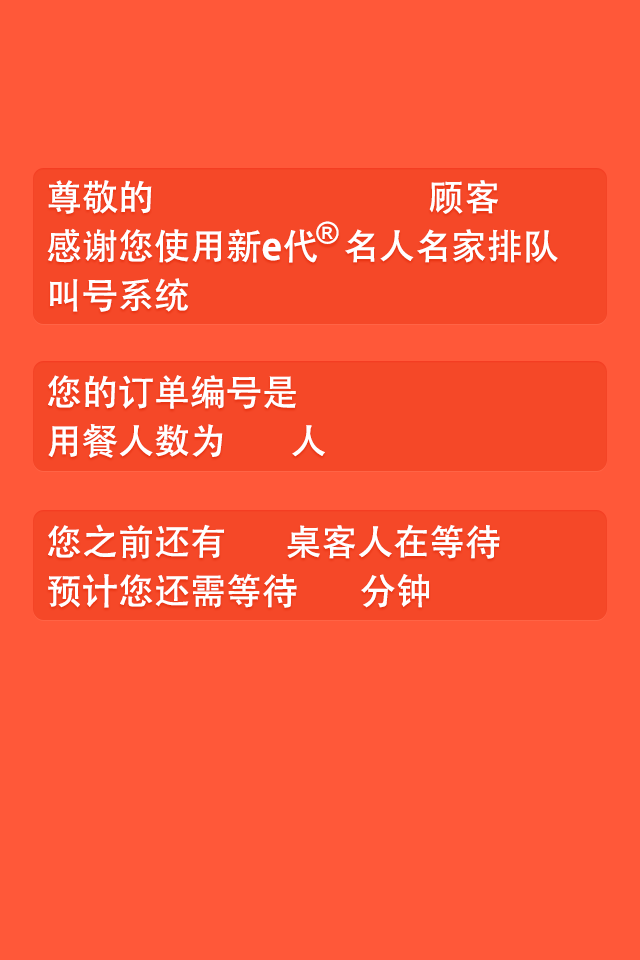 尊敬的 顾客
感谢您使用新e代® 名人名家排队
叫号系统
您的订单编号是
用餐人数为 人
您之前还有 桌客人在等待
预计您还需等待 分钟